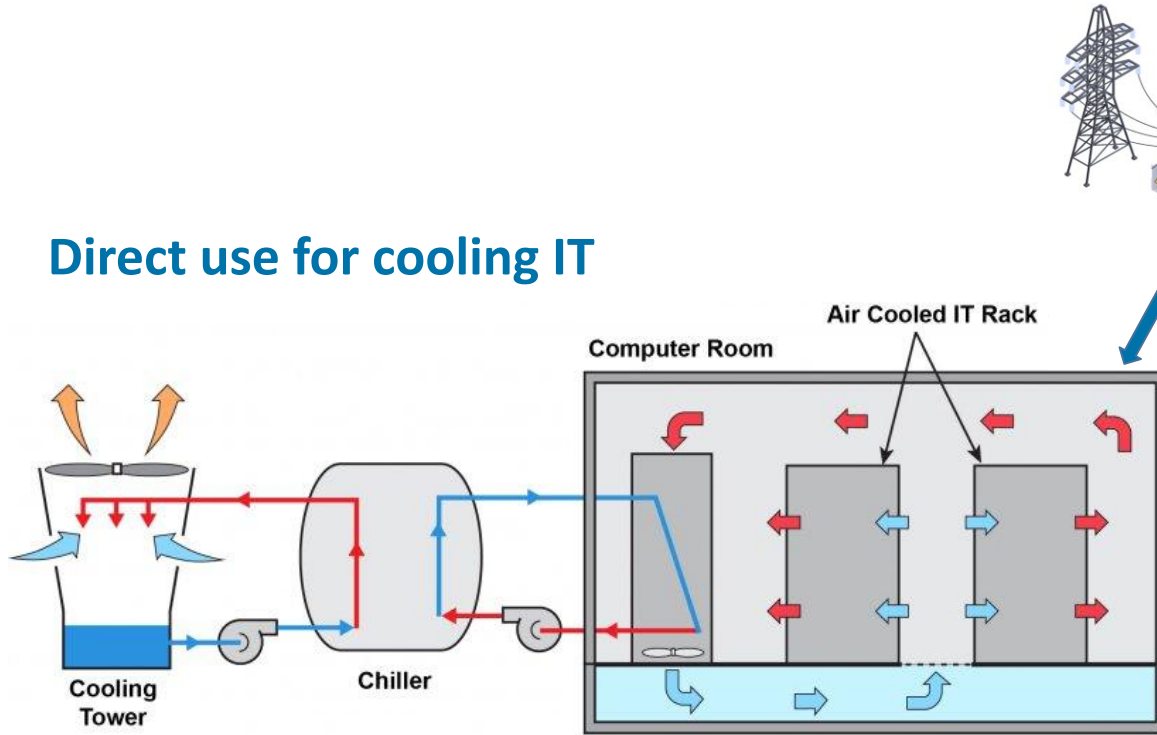 Direct use for cooling IT
Air Cooled IT Rack
Computer Room
Chiller
Cooling
Tower